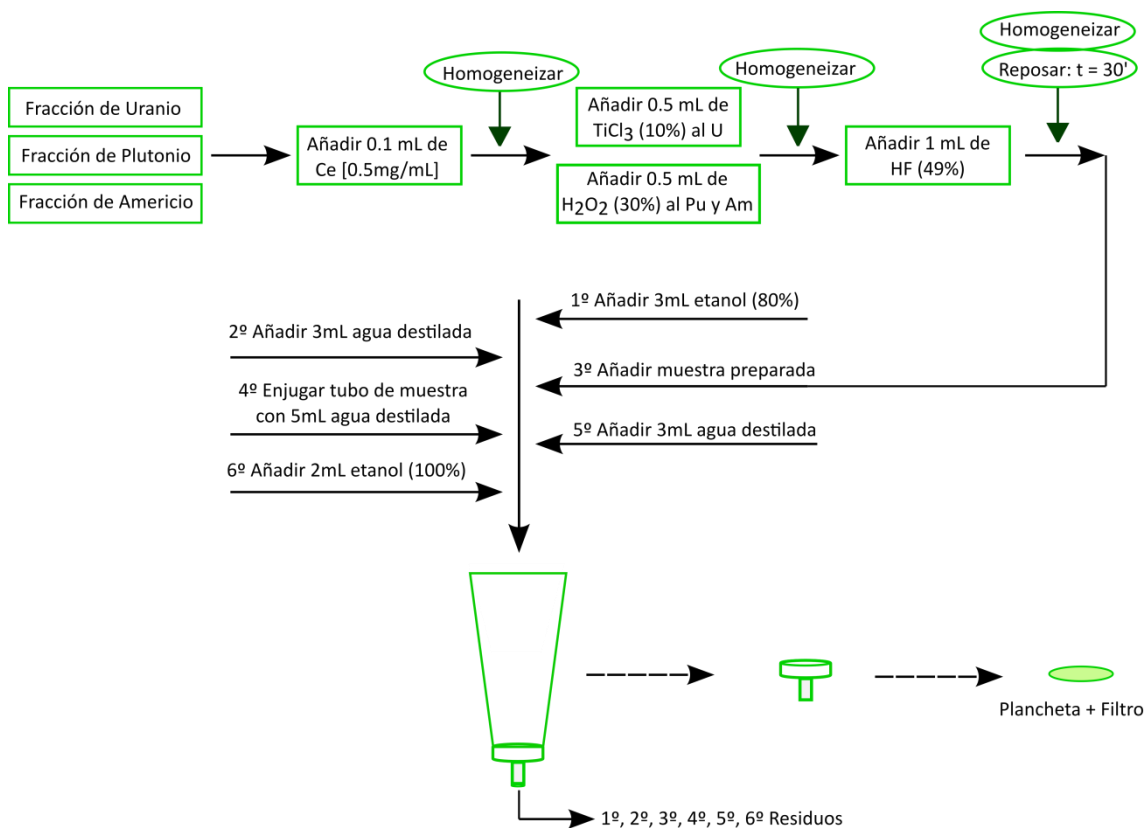 Fracción de Uranio
Fracción de Plutonio
Fracción de Americio
Añadir 0.1 mL de
Ce [0.5mg/mL]
Homogeneizar
Añadir 0.5 mL de
TiCl3 (10%) al U
Añadir 0.5 mL de
H2O2 (30%) al Pu y Am
Homogeneizar
Añadir 1 mL de
HF (49%)
Homogeneizar
Reposar: t = 30'
1º Añadir 3mL etanol (80%)
2º Añadir 3mL agua destilada
3º Añadir muestra preparada
4º Enjugar tubo de muestra
con 5mL agua destilada
5º Añadir 3mL agua destilada
6º Añadir 2mL etanol (100%)
Plancheta + Filtro
1º, 2º, 3º, 4º, 5º, 6º Residuos